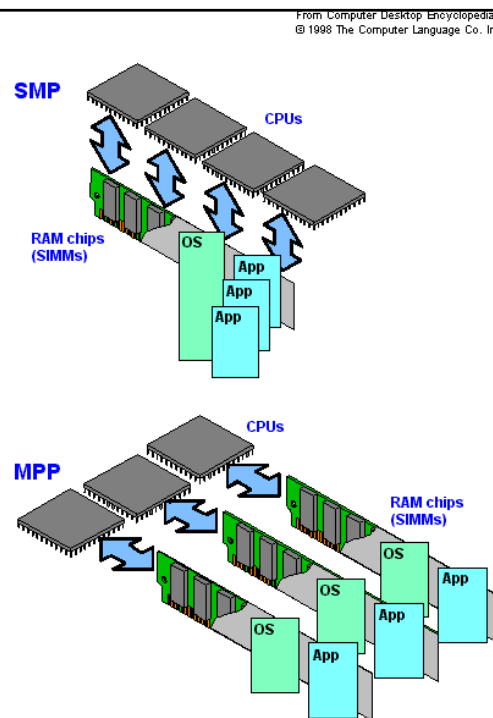 From Computer Desktop Encyclopedia
© 1998 The Computer Language Co. In
SMP
CPUs
RAM chips
(SIMMs)
OS
App
App
App
CPUs
MPP
RAM chips
(SIMMs)
OS
App
OS
App
OS
App